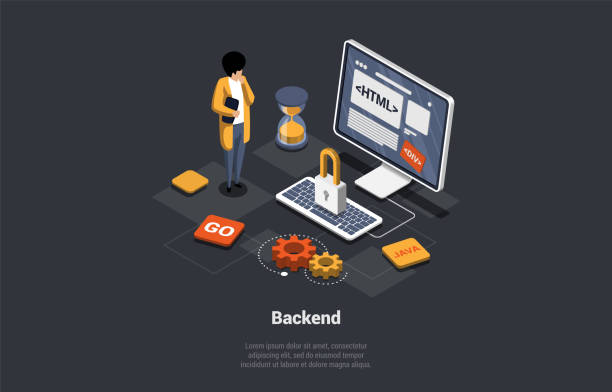 <HTML>
<DIV>
GO
JAVA
Backend
Lorem ipsum dolor sit amet, consectetur
adipiscing elit, sed do eiusmod tempor
incididunt ut labore et dolore magna aliqua.